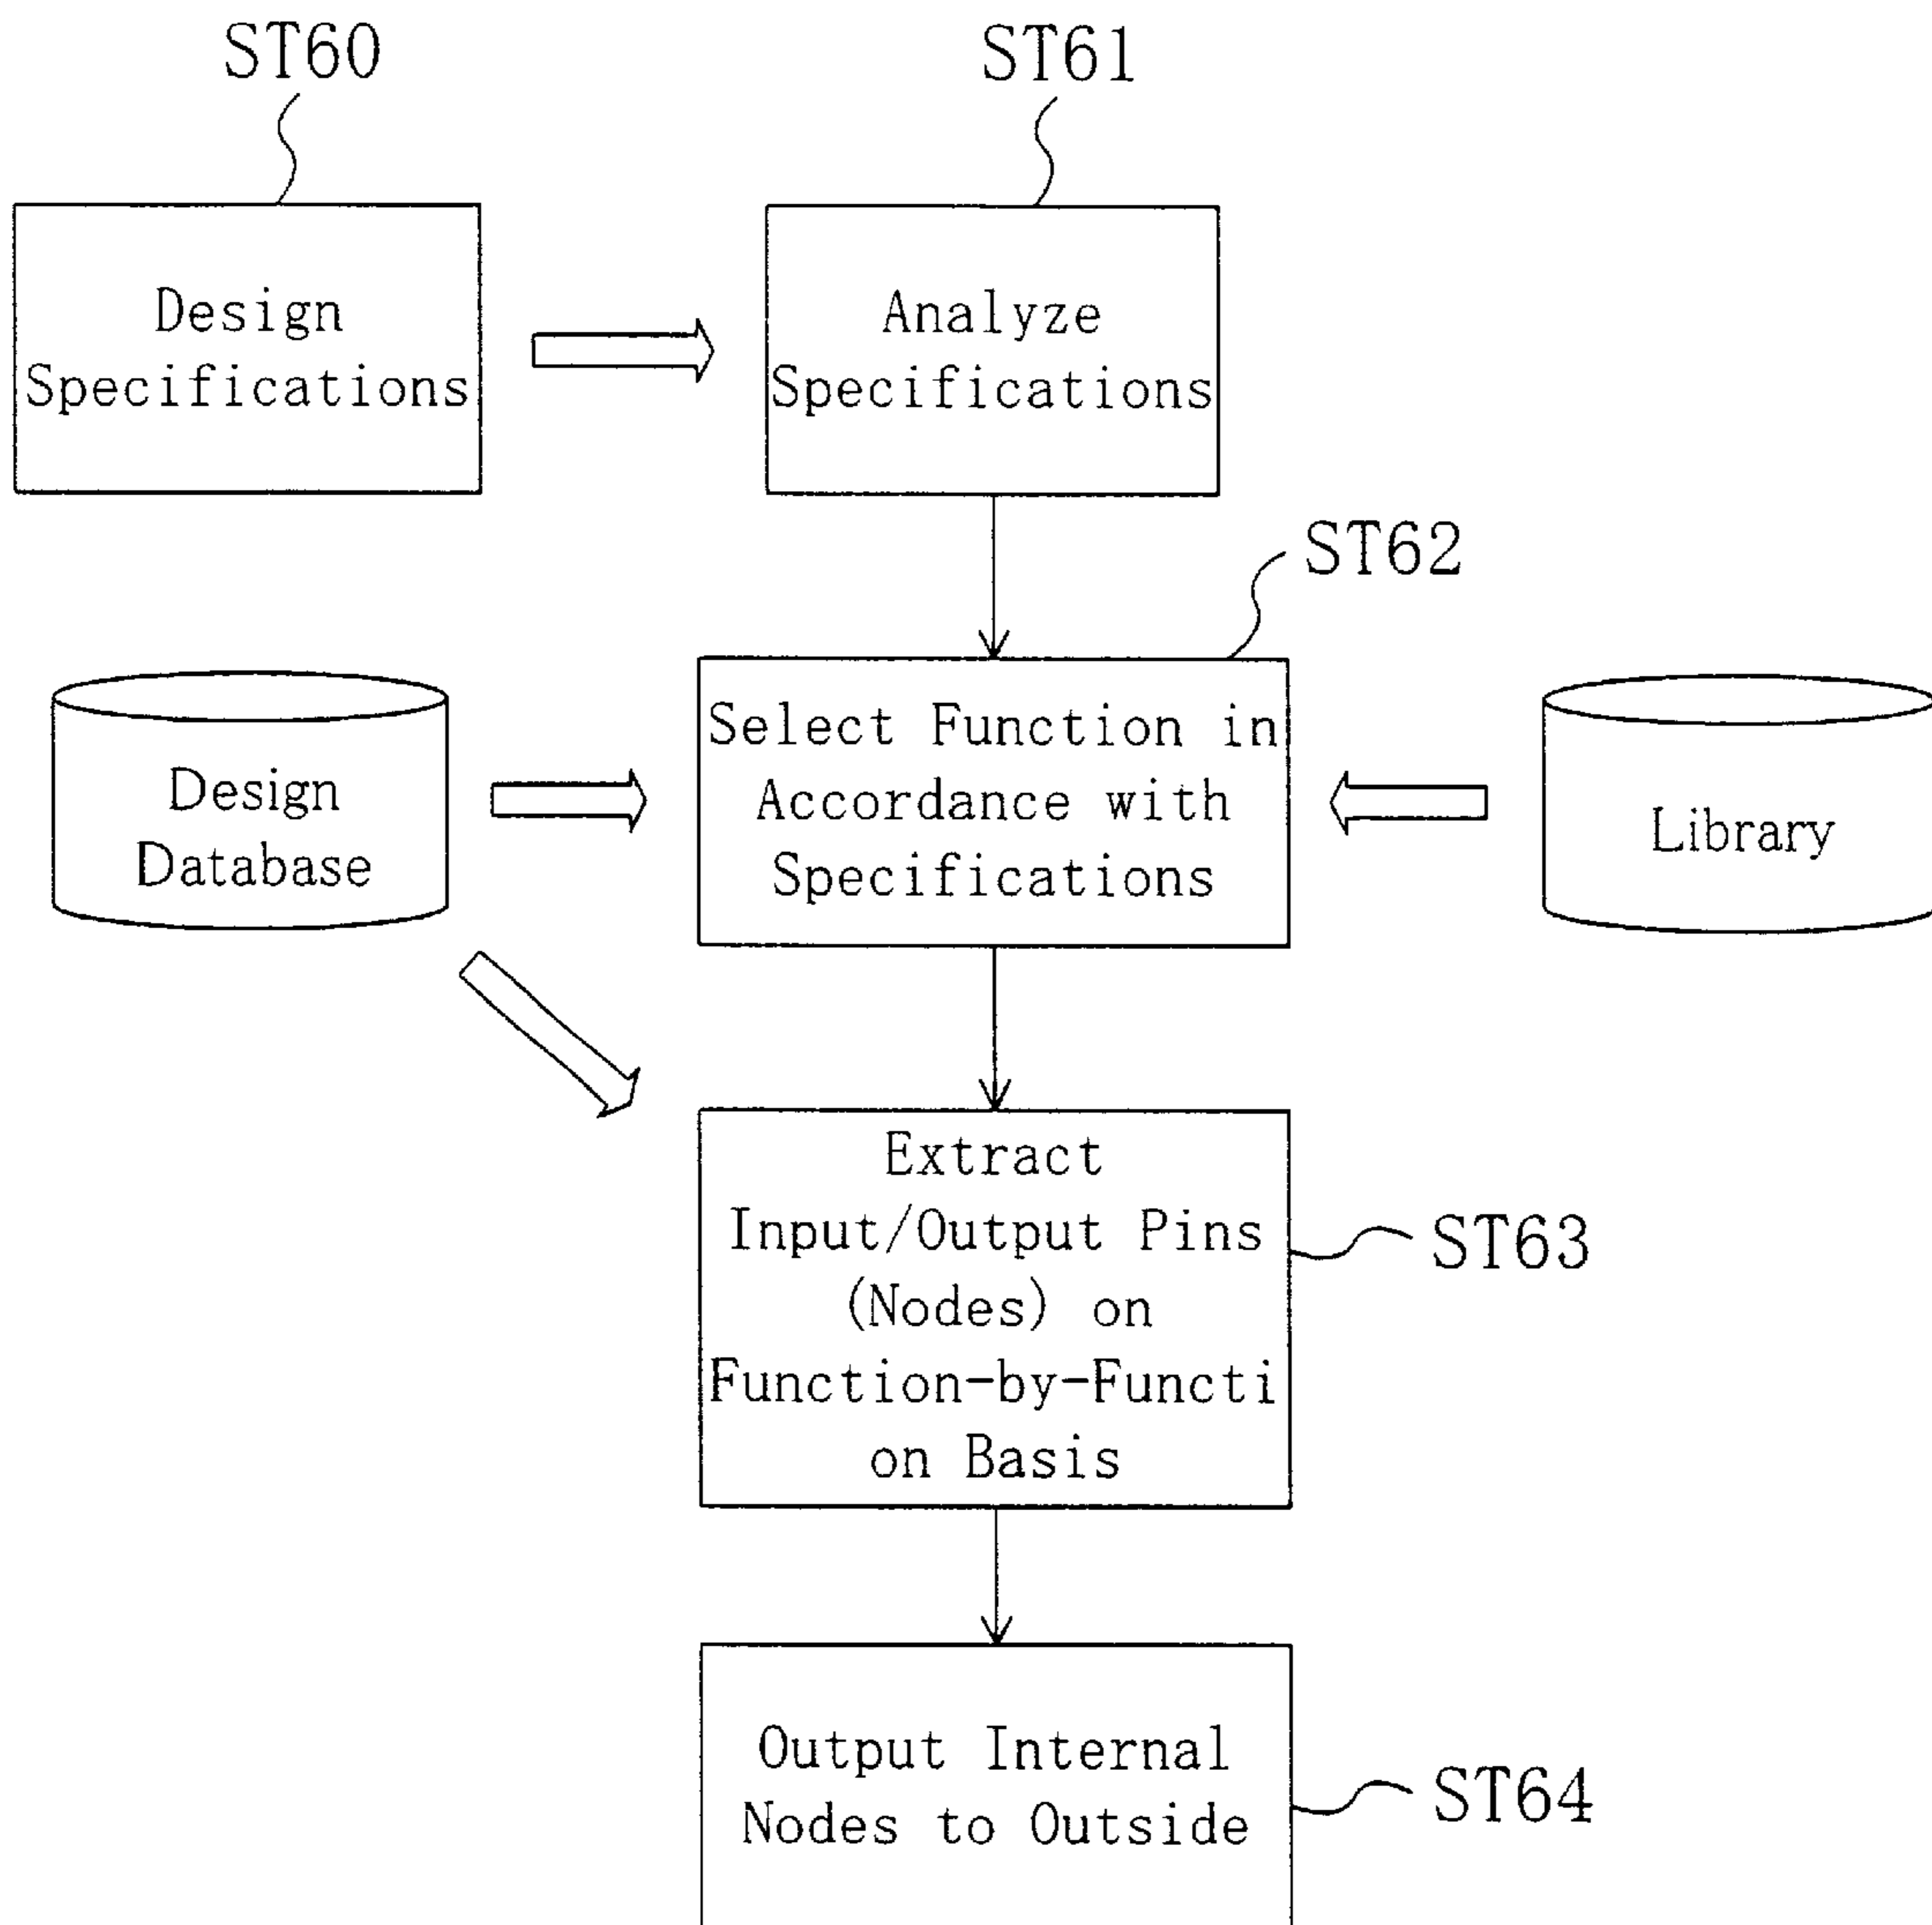 ST60
ST61
Design
Specifications
Analyze
Specifications
ST62
Design
Database
Select Function in
Accordance with
Specifications
Library
Extract
Input/Output Pins
(Nodes) on
Function-by-Functi
on Basis
ST63
Output Internal
Nodes to Outside
ST64